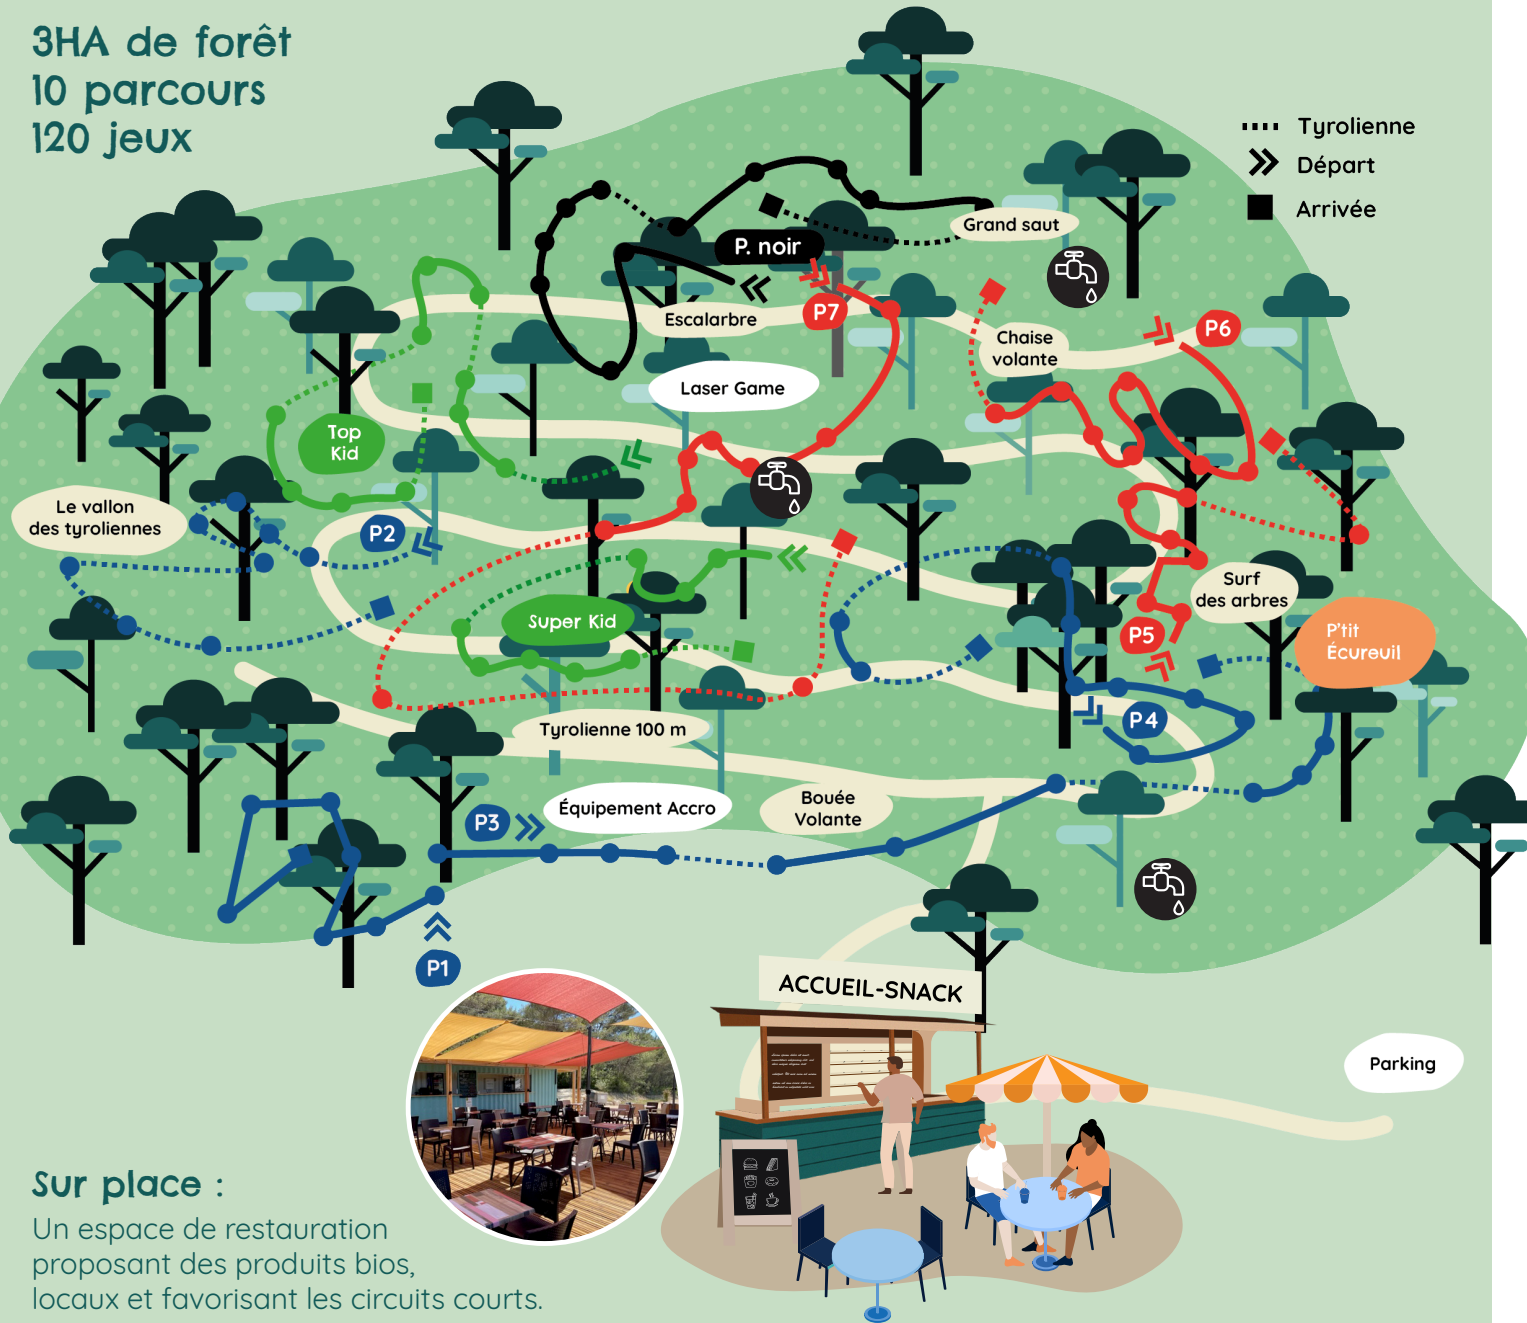 3HA de forêt
10 parcours
120 jeux
Tyrolienne
Départ
Arrivée
Grand saut
P. noir
Escalarbre
P7
P6
Chaise
volante
Laser Game
Top
Kid
Le vallon
des tyroliennes
P2
Surf
des arbres
Super Kid
P5
P'tit
Écureuil
P4
Tyrolienne 100 m
Équipement Accro
Bouée
Volante
P3
P1
ACCUEIL-SNACK
Parking
Sur place :
Un espace de restauration
proposant des produits bios,
locaux et favorisant les circuits courts.